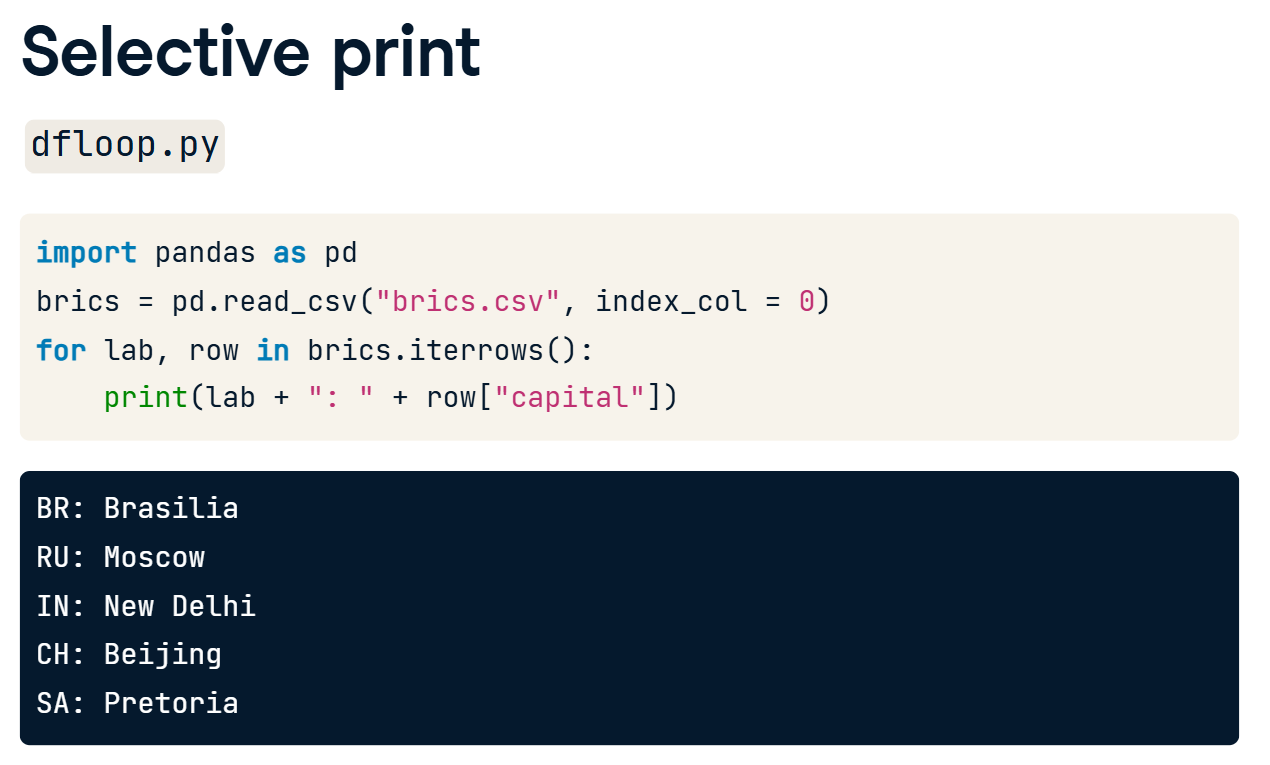 Selective print
dfloop.py
import pandas as pd
brics = pd.read_csv("brics.csv", index_col = 0)
for lab, row in brics.iterrows():
    print(lab + ": " + row["capital"])
BR: Brasilia
RU: Moscow
IN: New Delhi
CH: Beijing
SA: Pretoria